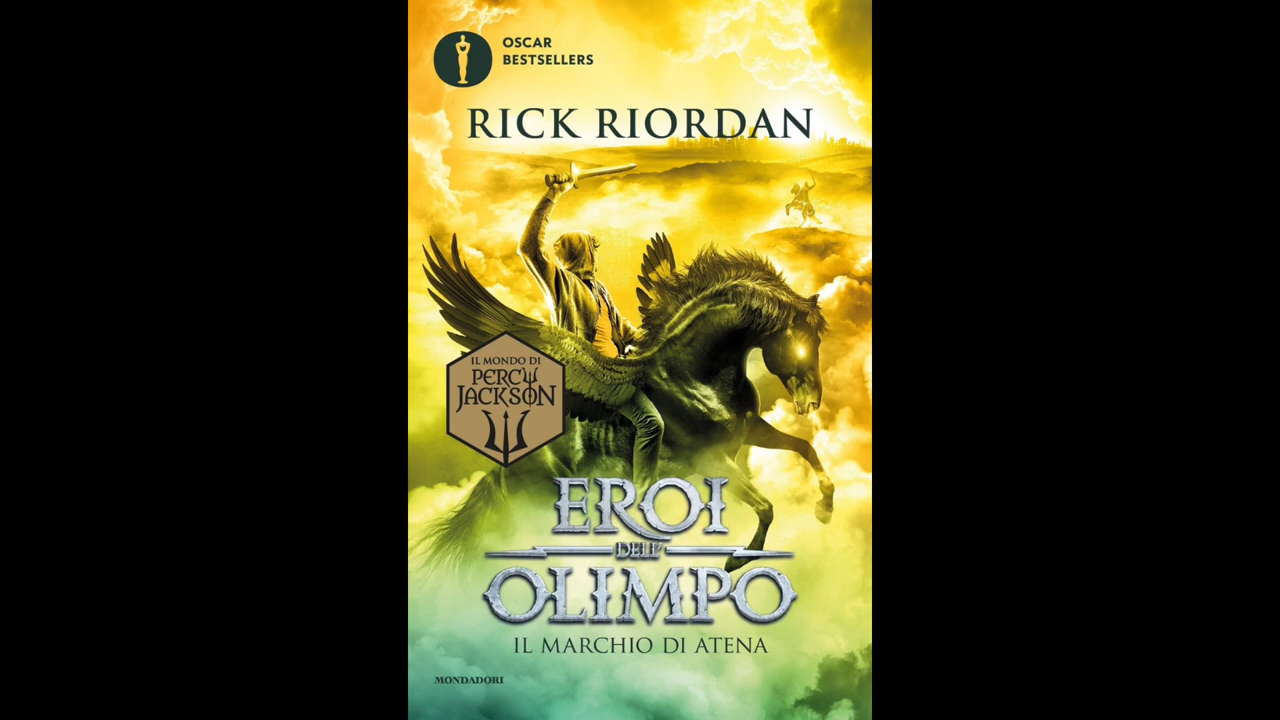 OSCAR
BESTSELLERS
RICK RIORDAN
IL MONDO DI
PERCY
JACKSON
EROI
DELL'
OLIMPO
IL MARCHIO DI ATENA
MONDADORI